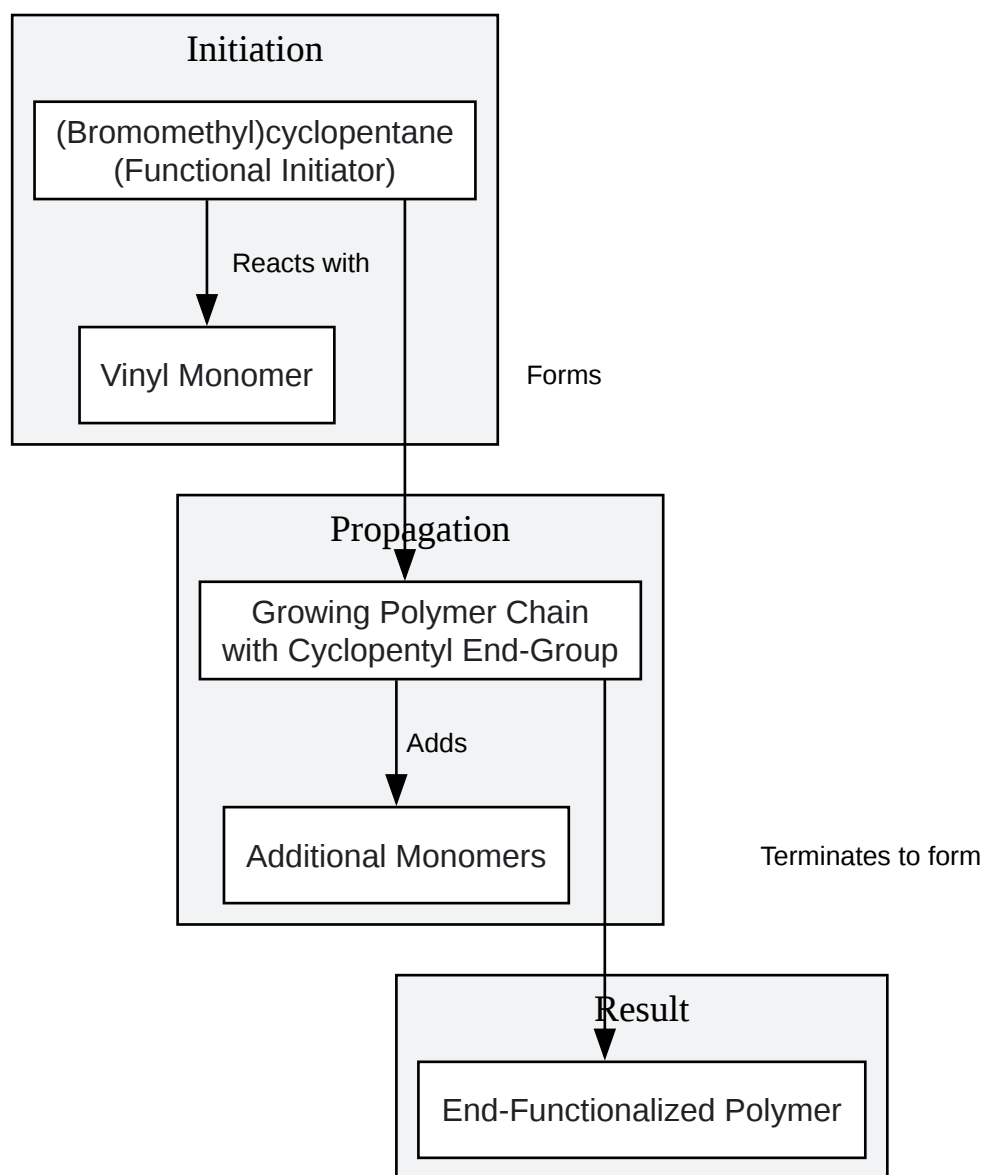 Initiation
(Bromomethyl)cyclopentane
(Functional Initiator)
Reacts with
Vinyl Monomer
Forms
Propagation
Growing Polymer Chain
with Cyclopentyl End-Group
Adds
Additional Monomers
Terminates to form
Result
End-Functionalized Polymer